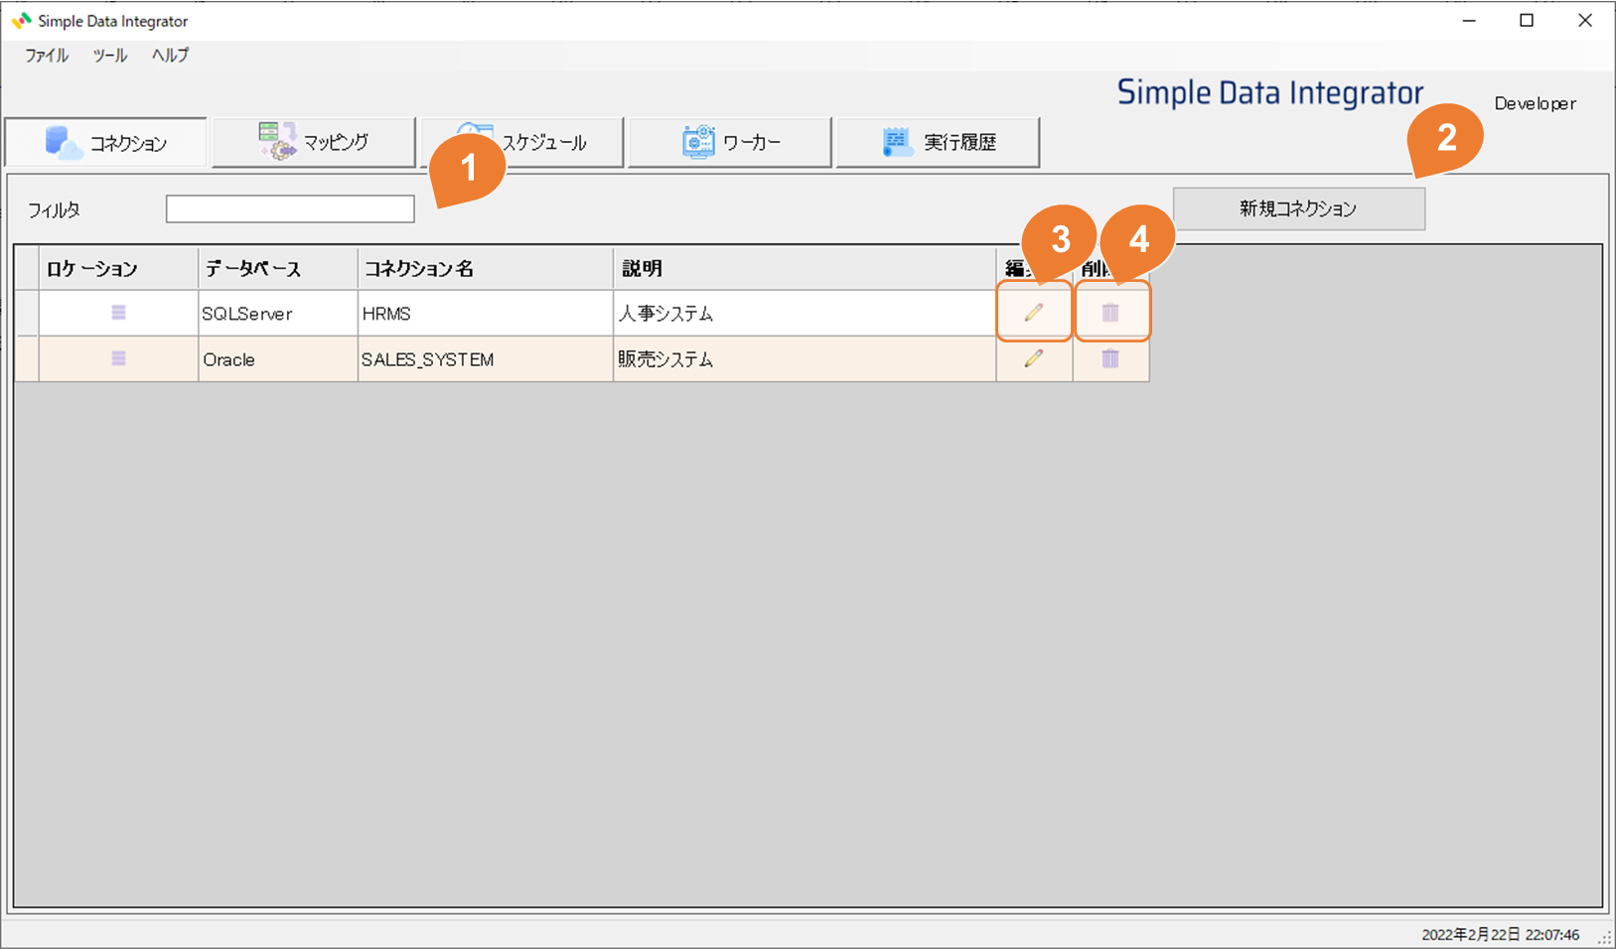 Simple Data Integrator
ファイル ツール ヘルプ
Simple Data Integrator
Developer
コネクション マッピング スケジュール ワーカー 実行履歴
1
2
フィルタ
新規コネクション
3
4
ロケーション データベース コネクション名 説明
SQLServer HRMS 人事システム
Oracle SALES_SYSTEM 販売システム
2022年2月22日 22:07:46